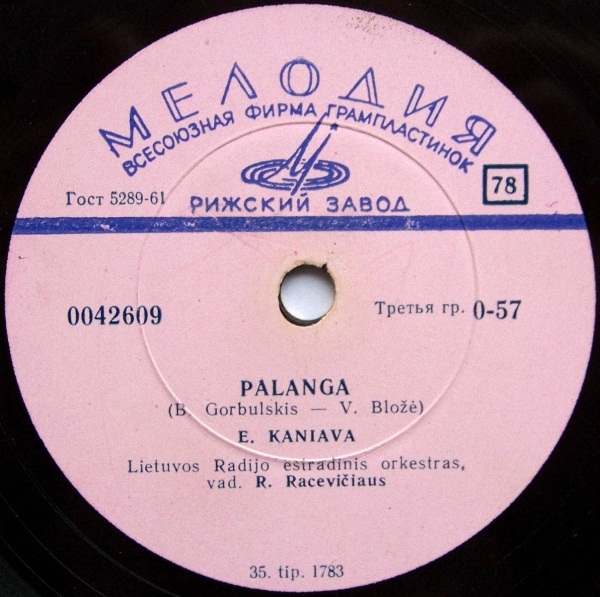 МЕЛОДИЯ
ВСЕСОЮЗНАЯ ФИРМА ГРАМПЛАСТИНОК
Гост 5289-61
РИЖСКИЙ ЗАВОД
78
0042609
Третья гр. 0-57
PALANGA
(B Gorbulskis — V. Bložė)
E. KANIAVA
Lietuvos Radijo estradinis orkestras,
vad. R. Racevičiaus
35. tip. 1783